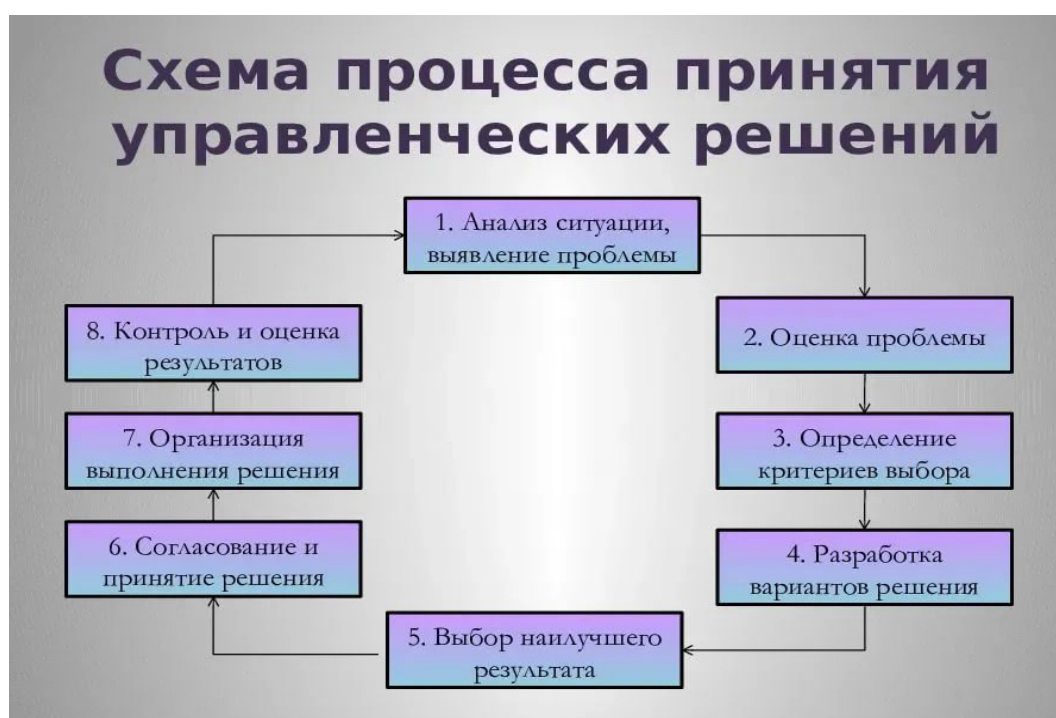 Схема процесса принятия
управленческих решений
1. Анализ ситуации,
выявление проблемы
2. Оценка проблемы
3. Определение
критериев выбора
4. Разработка
вариантов решения
5. Выбор наилучшего
результата
6. Согласование и
принятие решения
7. Организация
выполнения решения
8. Контроль и оценка
результатов